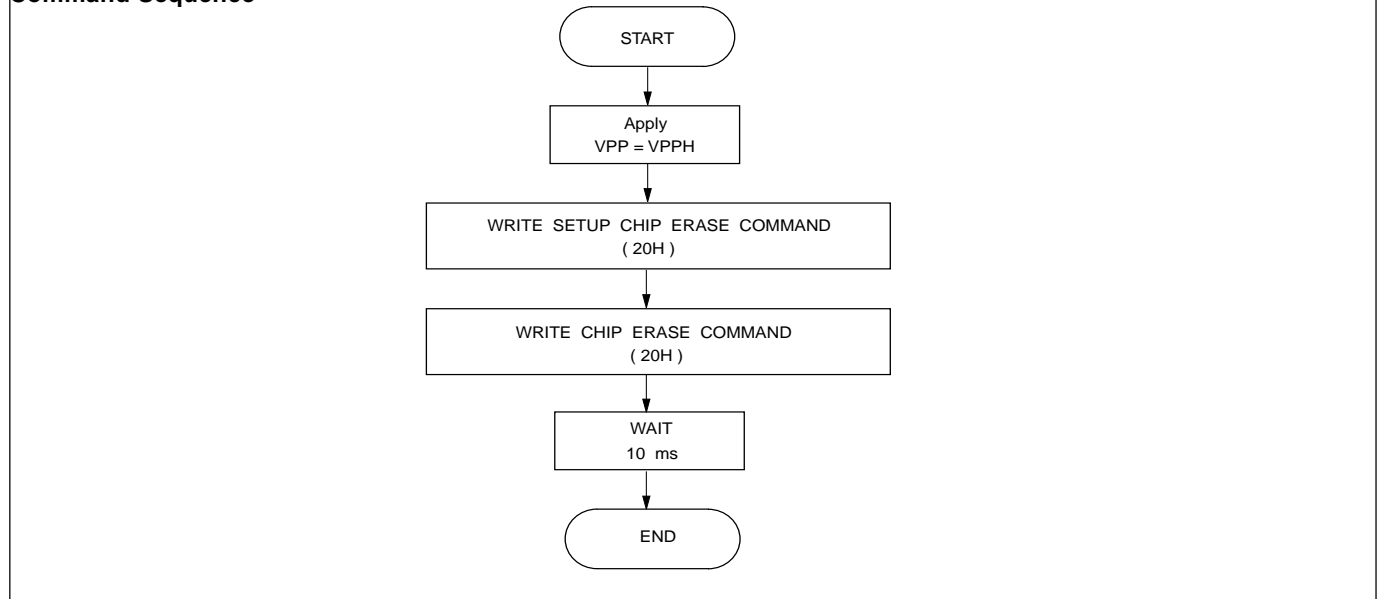 Command Sequence
START
Apply
VPP = VPPH
WRITE SETUP CHIP ERASE COMMAND
( 20H )
WRITE CHIP ERASE COMMAND
( 20H )
WAIT
10 ms
END